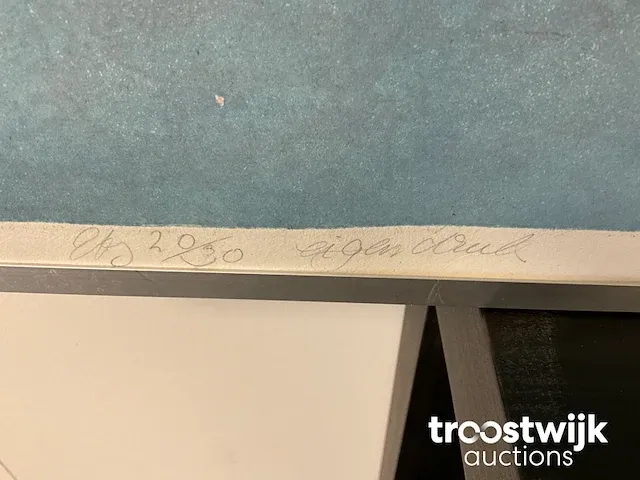 Ets 20/30 eigen druk
troostwijk
auctions